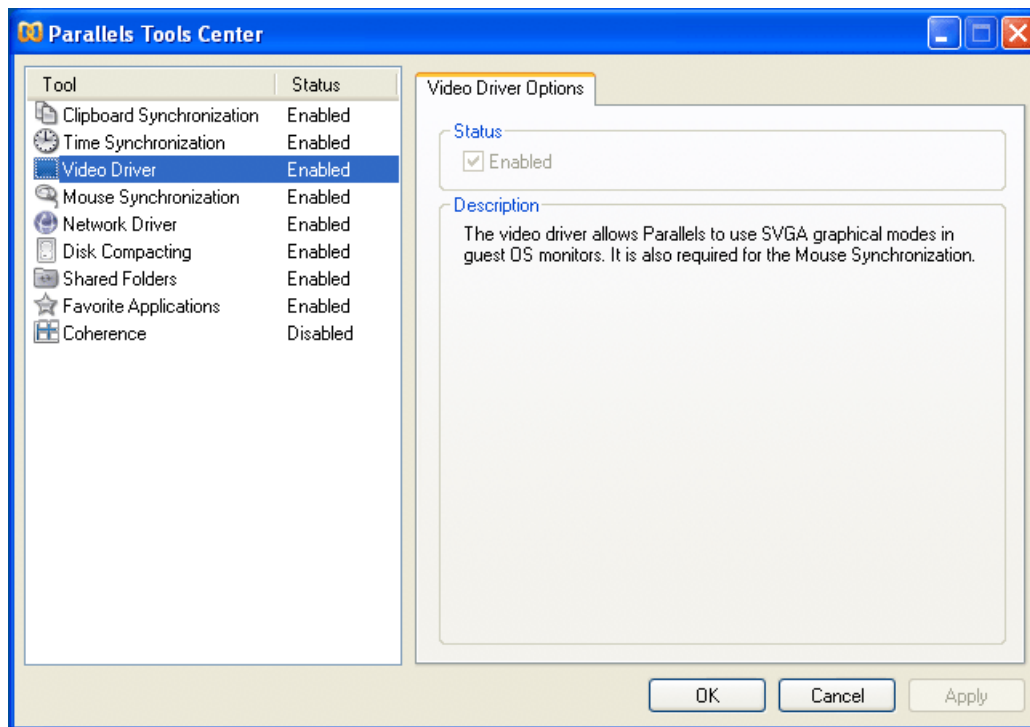 Parallels Tools Center
Tool Status
Clipboard Synchronization Enabled
Time Synchronization Enabled
Video Driver Enabled
Mouse Synchronization Enabled
Network Driver Enabled
Disk Compacting Enabled
Shared Folders Enabled
Favorite Applications Enabled
Coherence Disabled
Video Driver Options
Status
Enabled
Description
The video driver allows Parallels to use SVGA graphical modes in
guest OS monitors. It is also required for the Mouse Synchronization.
OK Cancel Apply